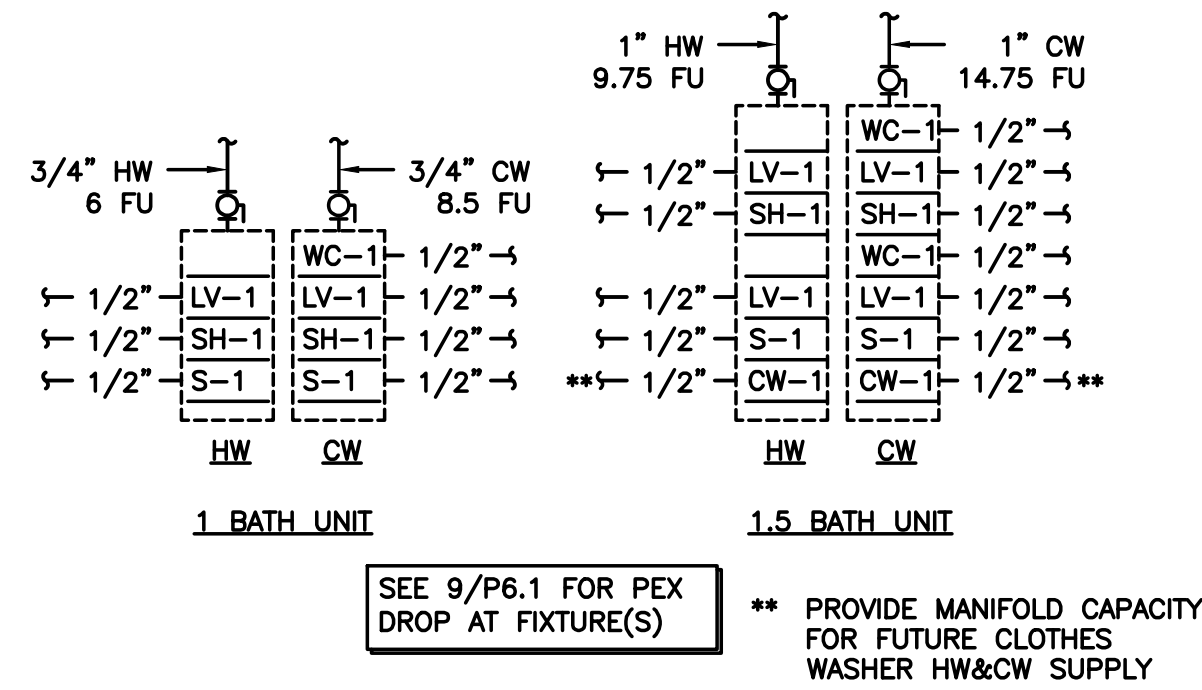 1” HW
9.75 FU
1” CW
14.75 FU
3/4” HW
6 FU
3/4” CW
8.5 FU
WC-1 1/2”
1/2” LV-1 LV-1 1/2”
1/2” SH-1 SH-1 1/2”
1/2” S-1 S-1 1/2”
HW CW
1 BATH UNIT
WC-1 1/2”
1/2” LV-1 LV-1 1/2”
1/2” SH-1 SH-1 1/2”
WC-1 1/2”
1/2” LV-1 LV-1 1/2”
1/2” S-1 S-1 1/2”
** 1/2” CW-1 CW-1 1/2” **
HW CW
1.5 BATH UNIT
SEE 9/P6.1 FOR PEX
DROP AT FIXTURE(S)
** PROVIDE MANIFOLD CAPACITY
FOR FUTURE CLOTHES
WASHER HW&CW SUPPLY